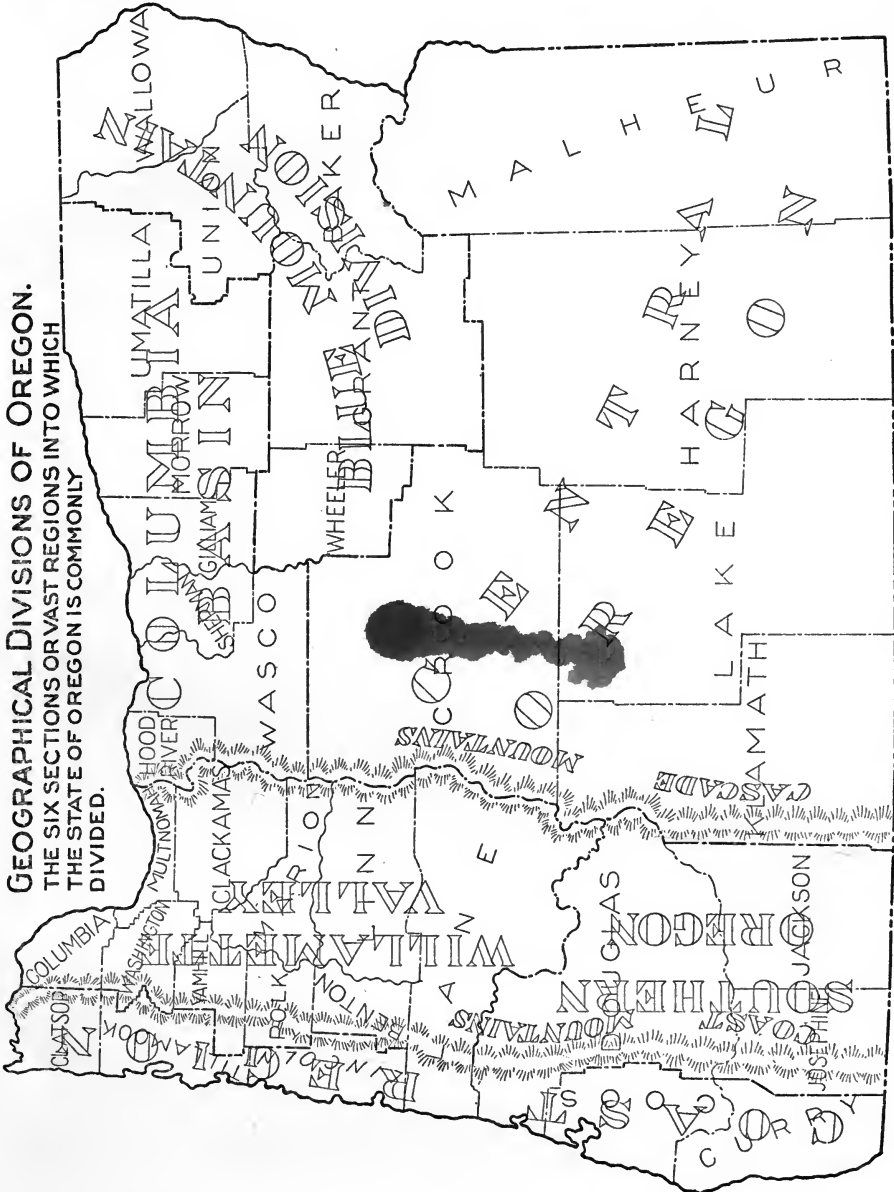 GEOGRAPHICAL DIVISIONS OF OREGON.
THE SIX SECTIONS OR VAST REGIONS INTO WHICH
THE STATE OF OREGON IS COMMONLY
DIVIDED.
CLATSOP
COLUMBIA
TILLAMOOK
WASHINGTON
MULTNOMAH
HOOD
RIVER
YAMHILL
CLACKAMAS
POLK
MARION
LINCOLN
BENTON
LINN
LANE
DOUGLAS
COOS
CURRY
JOSEPHINE
JACKSON
KLAMATH
LAKE
HARNEY
MALHEUR
CROOK
WASCO
SHERMAN
GILLIAM
MORROW
UMATILLA
UNION
WALLOWA
BAKER
GRANT
WHEELER
COLUMBIA
BASIN
BLUE MOUNTAIN
DIVISION
CENTRAL
OREGON
WILLAMETTE
VALLEY
SOUTHERN
OREGON
OREGON
COAST
COAST MOUNTAINS
CASCADE MOUNTAINS